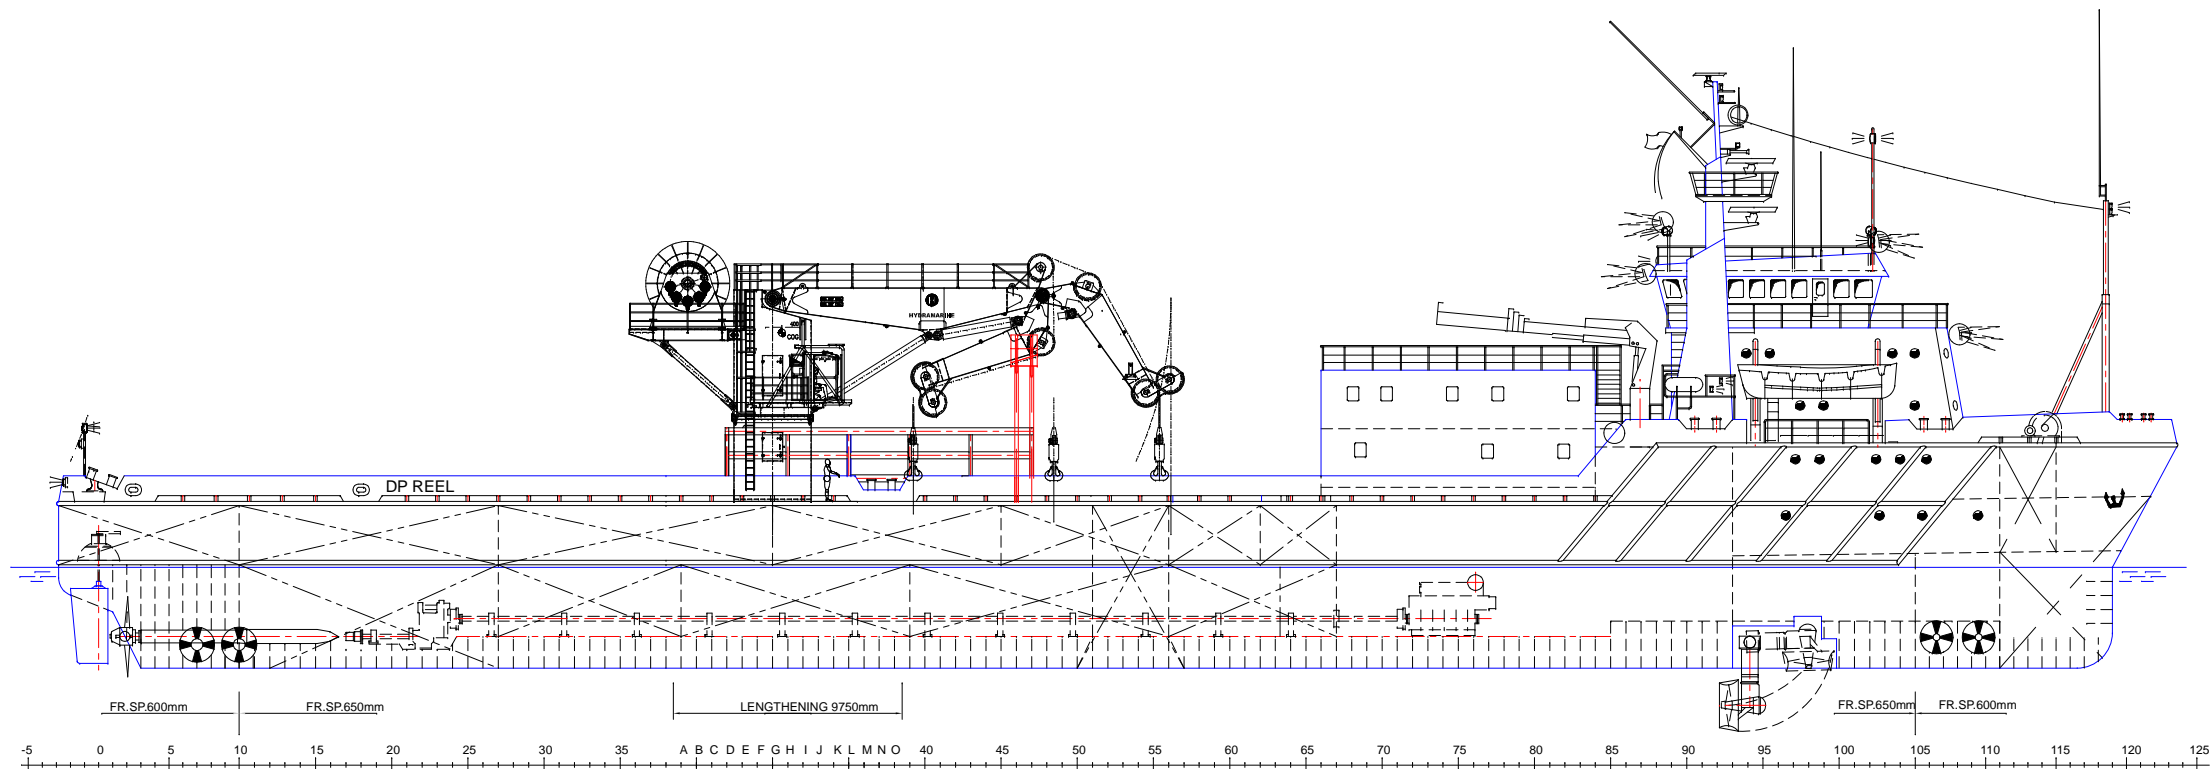 HYDRAMARINE
400T
COG
DP REEL
FR.SP.600mm FR.SP.650mm LENGTHENING 9750mm FR.SP.650mm FR.SP.600mm
-5 0 5 10 15 20 25 30 35 A B C D E F G H I J K L M N O 40 45 50 55 60 65 70 75 80 85 90 95 100 105 110 115 120 125